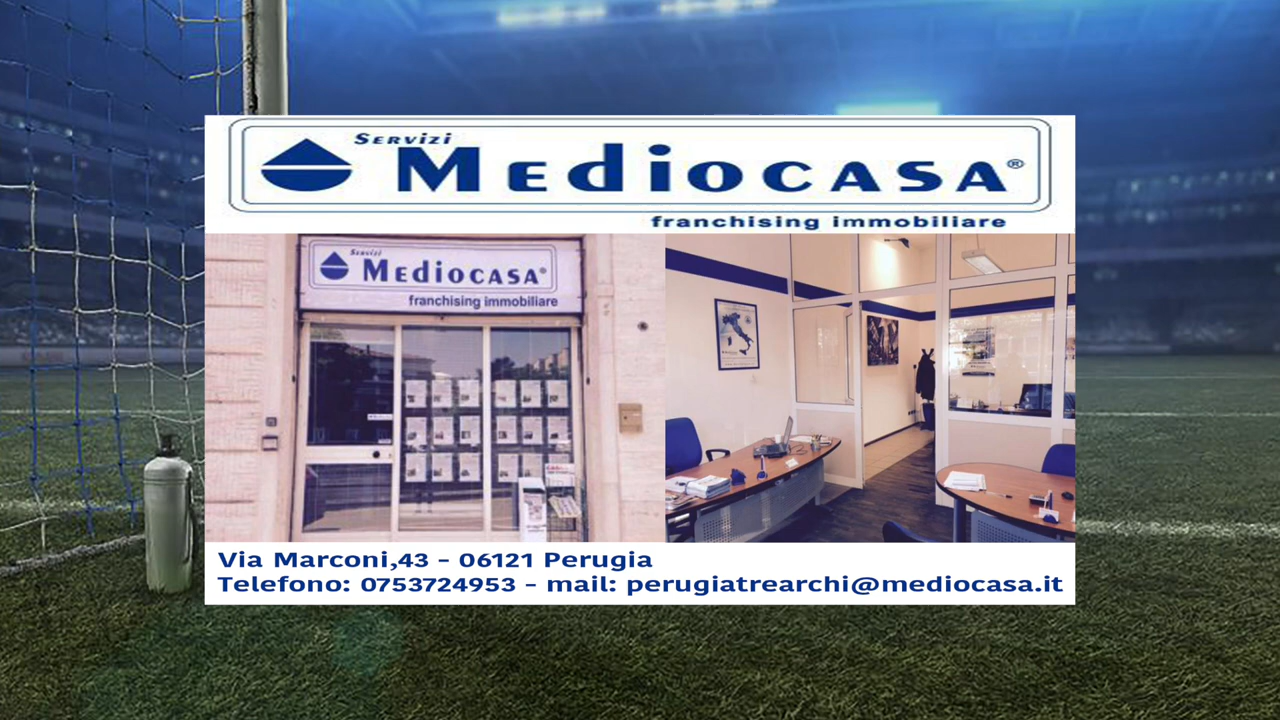 Servizi
MEDIOCASA®
franchising immobiliare
Servizi
MEDIOCASA®
franchising immobiliare
Via Marconi,43 - 06121 Perugia
Telefono: 0753724953 - mail: perugiatrearchi@mediocasa.it